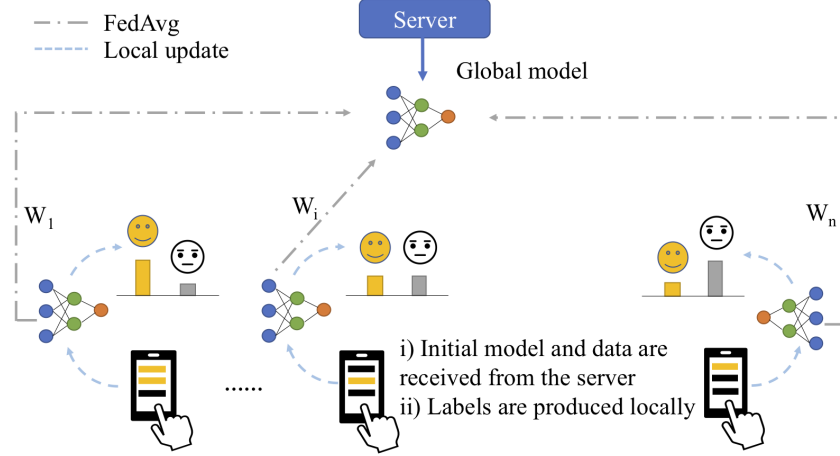 FedAvg
Local update
Server
Global model
W1
Wi
Wn
......
i) Initial model and data are
received from the server
ii) Labels are produced locally